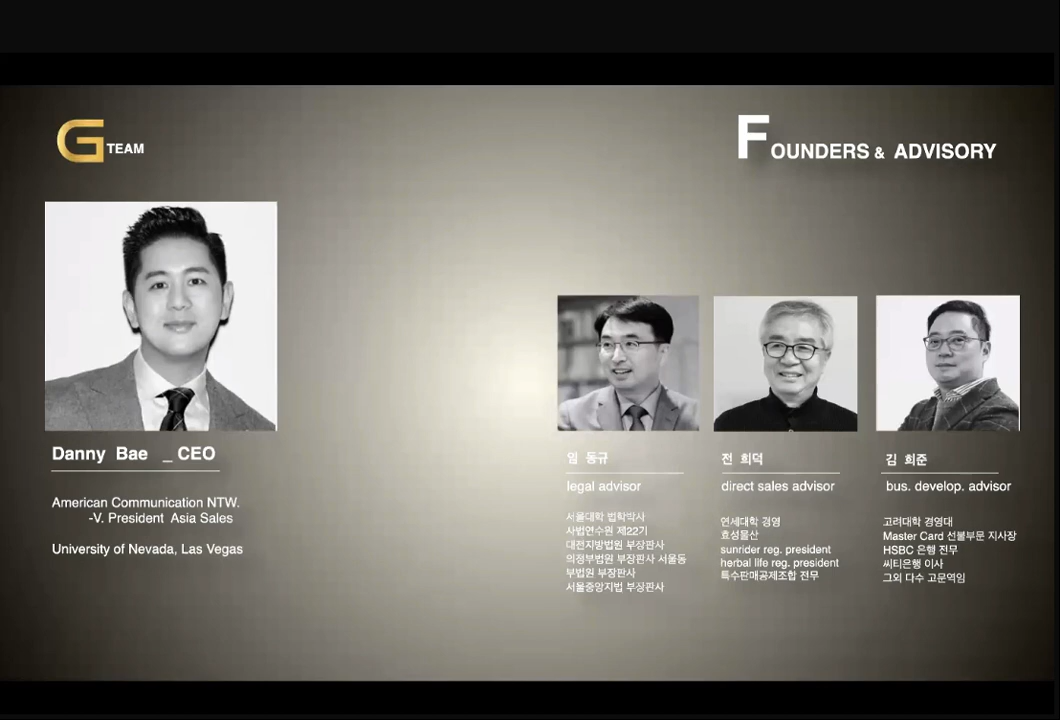 G TEAM
FOUNDERS & ADVISORY
Danny Bae _ CEO
American Communication NTW.
-V. President Asia Sales
University of Nevada, Las Vegas
임 동규
legal advisor
서울대학 법학박사
사법연수원 제22기
대전지방법원 부장판사
의정부법원 부장판사 서울동
부법원 부장판사
서울중앙지법 부장판사
전 희덕
direct sales advisor
연세대학 경영
효성물산
sunrider reg. president
herbal life reg. president
특수판매공제조합 전무
김 희준
bus. develop. advisor
고려대학 경영대
Master Card 선불부문 지사장
HSBC 은행 전무
씨티은행 이사
그외 다수 고문역임